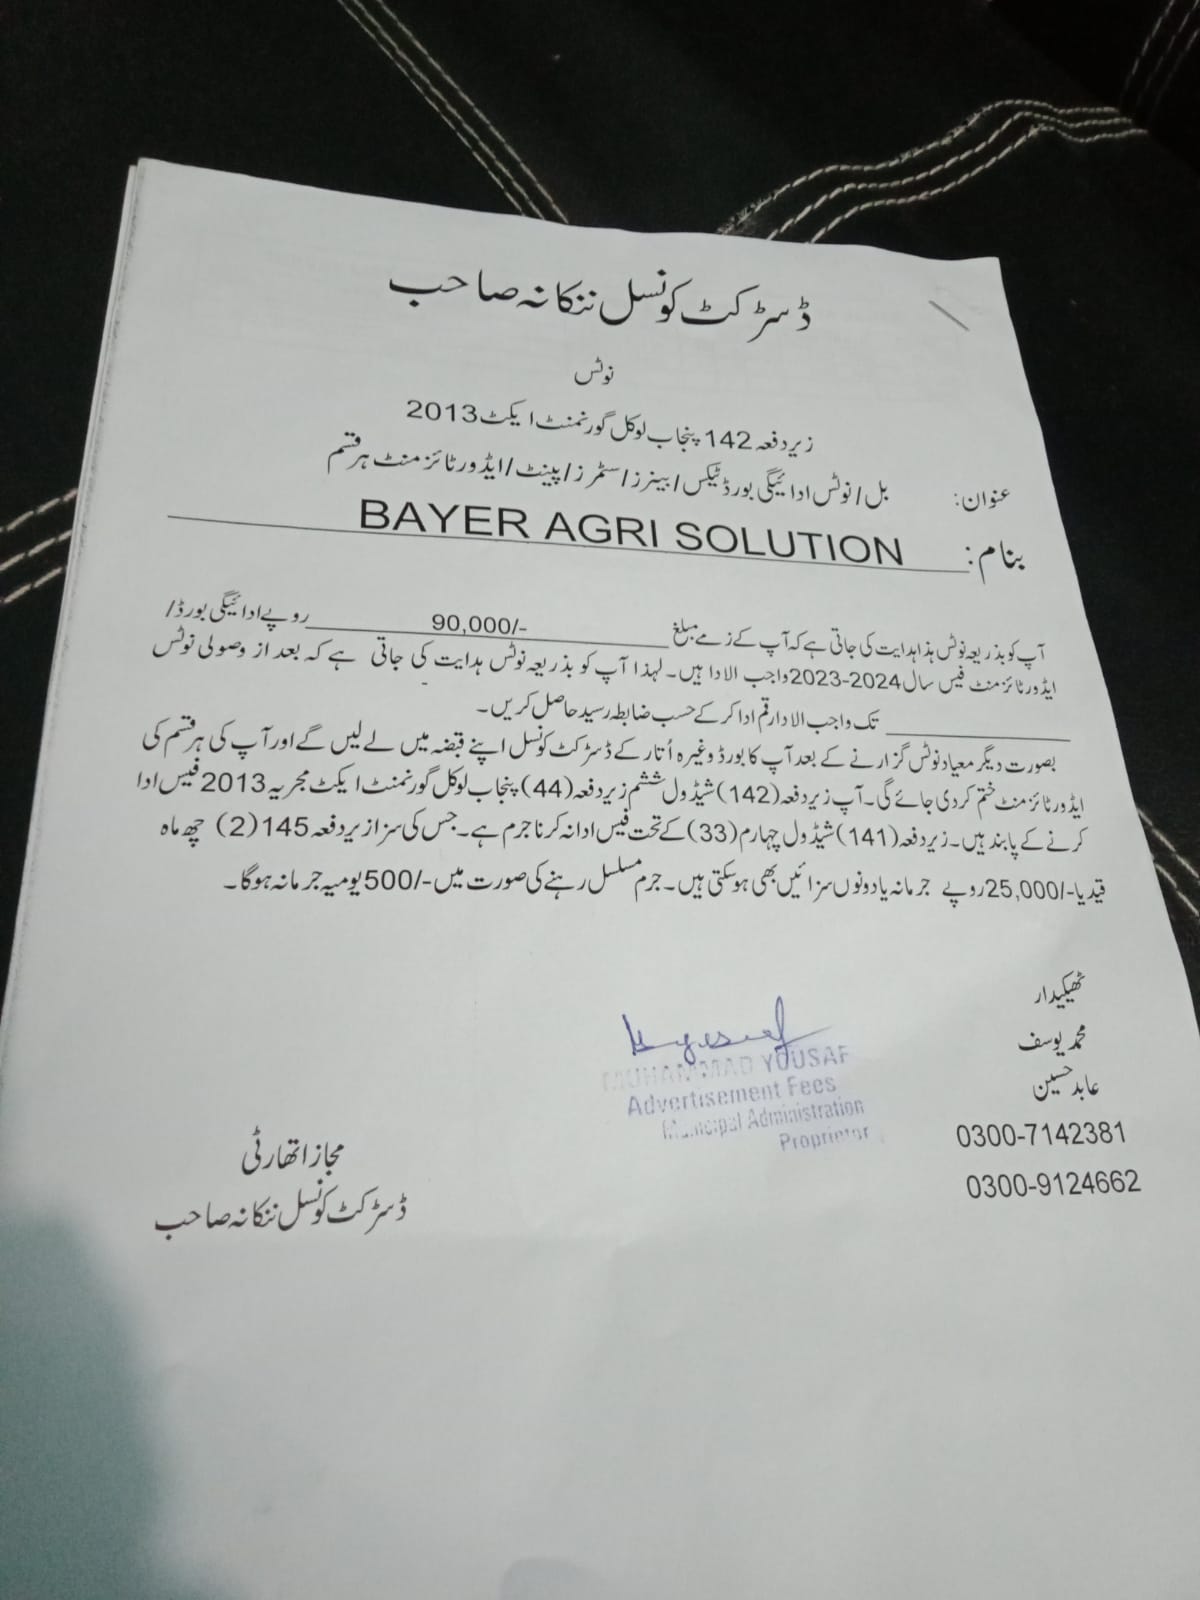 ڈسٹرکٹ کونسل ننکانہ صاحب
نوٹس
زیر دفعہ 142 پنجاب لوکل گورنمنٹ ایکٹ 2013
عنوان: بل/نوٹس ادائیگی بورڈ ٹیکس/بینرز/سٹمرز/پینٹ/ایڈورٹائزمنٹ ہر قسم
بنام: BAYER AGRI SOLUTION
آپ کو بذریعہ نوٹس ہذا ہدایت کی جاتی ہے کہ آپ کے ذمے مبلغ 90,000/- روپے ادائیگی بورڈ/
ایڈورٹائزمنٹ فیس سال 2023-2024 واجب الادا ہیں۔ لہذا آپ کو بذریعہ نوٹس ہدایت کی جاتی ہے کہ بعد از وصولی نوٹس
تک واجب الادا رقم ادا کر کے حسب ضابطہ رسید حاصل کریں۔
بصورت دیگر معیاد نوٹس گزارنے کے بعد آپ کا بورڈ وغیرہ اُتار کے ڈسٹرکٹ کونسل اپنے قبضہ میں لے لیں گے اور آپ کی ہر قسم کی
ایڈورٹائزمنٹ ختم کر دی جائے گی۔ آپ زیر دفعہ (142) شیڈول ششم زیر دفعہ (44) پنجاب لوکل گورنمنٹ ایکٹ مجریہ 2013 فیس ادا
کرنے کے پابند ہیں۔ زیر دفعہ (141) شیڈول چہارم (33) کے تحت فیس ادا نہ کرنا جرم ہے۔ جس کی سزا زیر دفعہ 145 (2) چھ ماہ
قید یا -/25,000 روپے جرمانہ یا دونوں سزائیں بھی ہو سکتی ہیں۔ جرم مسلسل رہنے کی صورت میں -/500 یومیہ جرمانہ ہو گا۔
ٹھیکیدار
محمد یوسف
عابد حسین
0300-7142381
0300-9124662
MUHAMMAD YOUSAF
Advertisement Fees
Municipal Administration
Proprietor
مجاز اتھارٹی
ڈسٹرکٹ کونسل ننکانہ صاحب